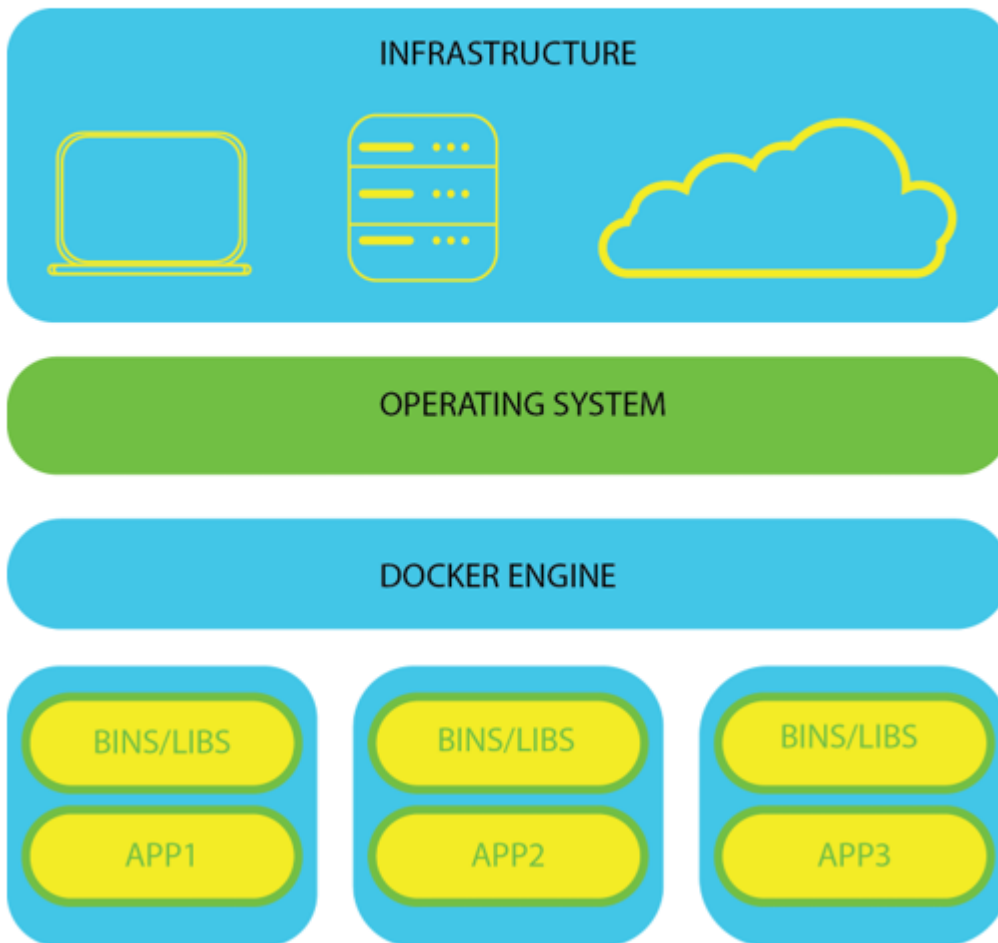 INFRASTRUCTURE
OPERATING SYSTEM
DOCKER ENGINE
BINS/LIBS
APP1
BINS/LIBS
APP2
BINS/LIBS
APP3